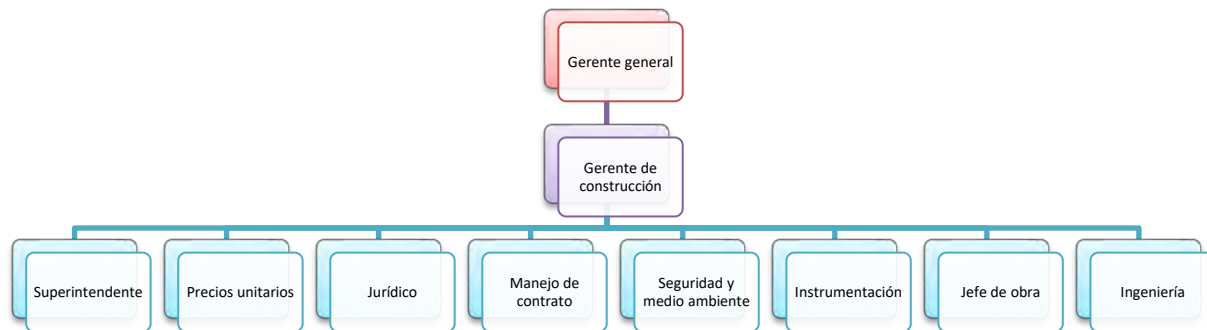 Gerente general
Gerente de
construcción
Superintendente
Precios unitarios
Jurídico
Manejo de
contrato
Seguridad y
medio ambiente
Instrumentación
Jefe de obra
Ingeniería